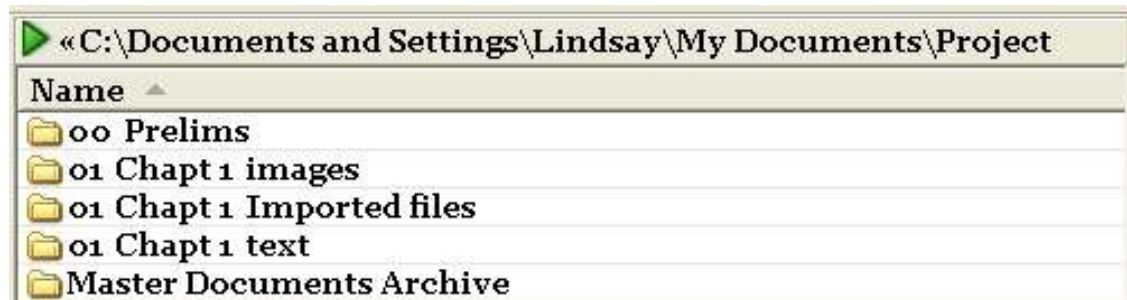 «C:\Documents and Settings\Lindsay\My Documents\Project
Name
00 Prelims
01 Chapt 1 images
01 Chapt 1 Imported files
01 Chapt 1 text
Master Documents Archive